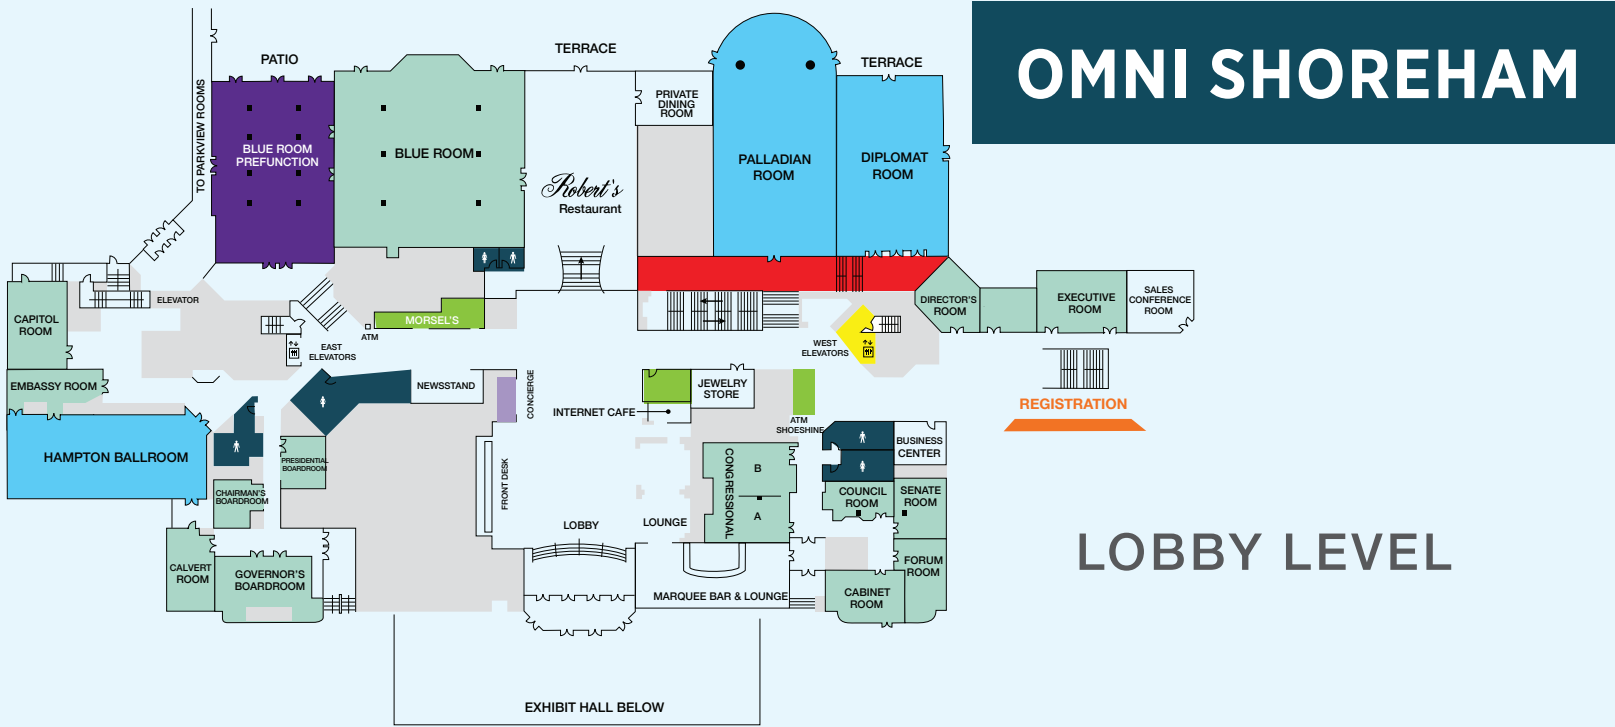 OMNI SHOREHAM
PATIO
TERRACE
TERRACE
TO PARKVIEW ROOMS
PRIVATE
DINING
ROOM
BLUE ROOM
PREFUNCTION
BLUE ROOM
PALLADIAN
ROOM
DIPLOMAT
ROOM
Robert's
Restaurant
ELEVATOR
CAPITOL
ROOM
MORSEL'S
ATM
EAST
ELEVATORS
WEST
ELEVATORS
DIRECTOR'S
ROOM
EXECUTIVE
ROOM
SALES
CONFERENCE
ROOM
EMBASSY ROOM
NEWSSTAND
CONCIERGE
JEWELRY
STORE
INTERNET CAFE
ATM
SHOESHINE
REGISTRATION
HAMPTON BALLROOM
PRESIDENTIAL
BOARDROOM
CHAIRMAN'S
BOARDROOM
FRONT DESK
CONGRESSIONAL
B
A
BUSINESS
CENTER
COUNCIL
ROOM
SENATE
ROOM
LOBBY
LOUNGE
LOBBY LEVEL
CALVERT
ROOM
GOVERNOR'S
BOARDROOM
FORUM
ROOM
MARQUEE BAR & LOUNGE
CABINET
ROOM
EXHIBIT HALL BELOW